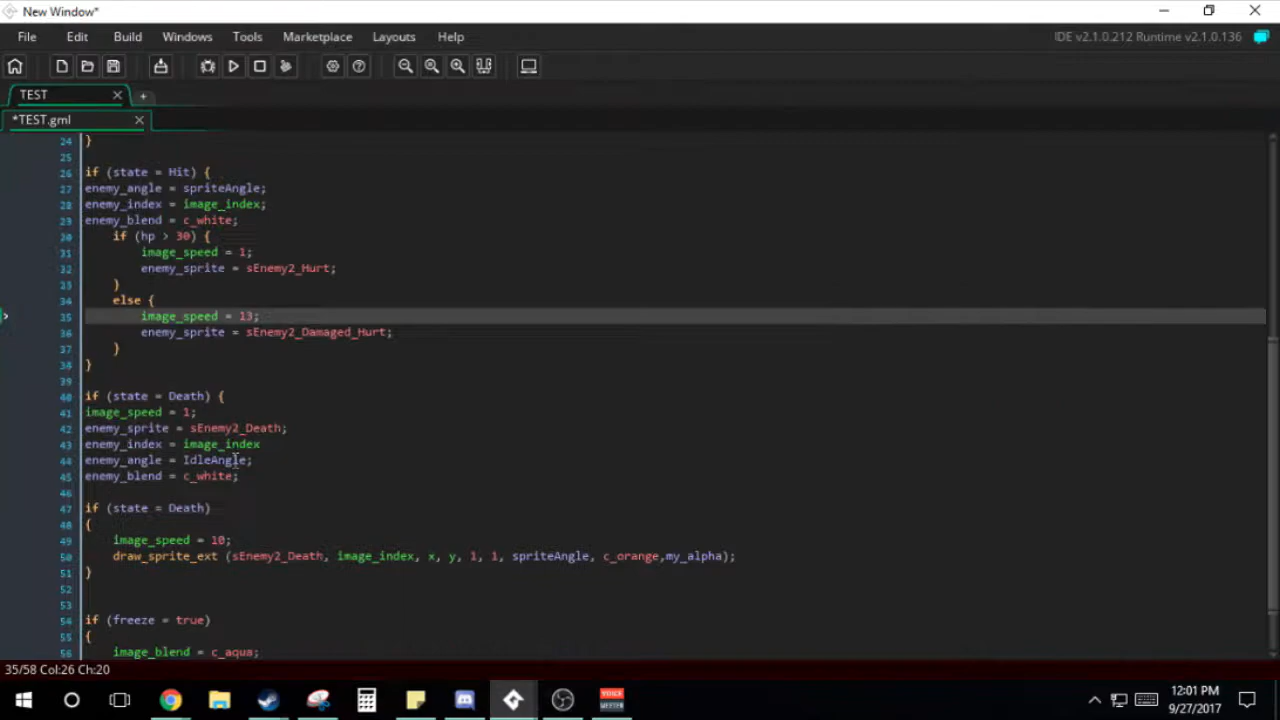 New Window*
File Edit Build Windows Tools Marketplace Layouts Help IDE v2.1.0.212 Runtime v2.1.0.136
TEST
*TEST.gml
24 }
25
26 if (state = Hit) {
27 enemy_angle = spriteAngle;
28 enemy_index = image_index;
29 enemy_blend = c_white;
30 if (hp > 30) {
31 image_speed = 1;
32 enemy_sprite = sEnemy2_Hurt;
33 }
34 else {
35 image_speed = 13;
36 enemy_sprite = sEnemy2_Damaged_Hurt;
37 }
38 }
39
40 if (state = Death) {
41 image_speed = 1;
42 enemy_sprite = sEnemy2_Death;
43 enemy_index = image_index
44 enemy_angle = IdleAngle;
45 enemy_blend = c_white;
46
47 if (state = Death)
48 {
49 image_speed = 10;
50 draw_sprite_ext (sEnemy2_Death, image_index, x, y, 1, 1, spriteAngle, c_orange,my_alpha);
51 }
52
53
54 if (freeze = true)
55 {
56 image_blend = c_aqua;
35/58 Col:26 Ch:20
VOICE
MEETER
12:01 PM
9/27/2017